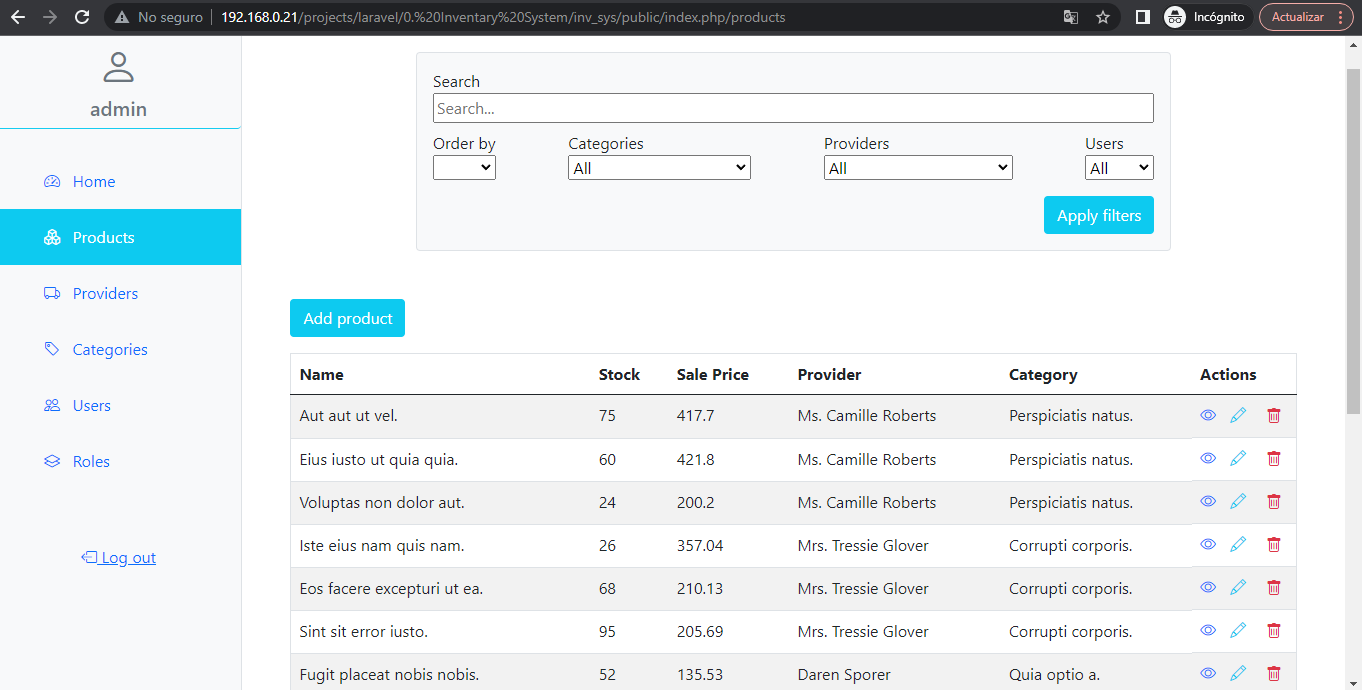 No seguro
192.168.0.21/projects/laravel/0.%20Inventary%20System/inv_sys/public/index.php/products
Incógnito
Actualizar
admin
Home
Products
Providers
Categories
Users
Roles
Log out
Search
Search...
Order by Categories Providers Users
All All All
Apply filters
Add product
Name Stock Sale Price Provider Category Actions
Aut aut ut vel. 75 417.7 Ms. Camille Roberts Perspiciatis natus.
Eius iusto ut quia quia. 60 421.8 Ms. Camille Roberts Perspiciatis natus.
Voluptas non dolor aut. 24 200.2 Ms. Camille Roberts Perspiciatis natus.
Iste eius nam quis nam. 26 357.04 Mrs. Tressie Glover Corrupti corporis.
Eos facere excepturi ut ea. 68 210.13 Mrs. Tressie Glover Corrupti corporis.
Sint sit error iusto. 95 205.69 Mrs. Tressie Glover Corrupti corporis.
Fugit placeat nobis nobis. 52 135.53 Daren Sporer Quia optio a.